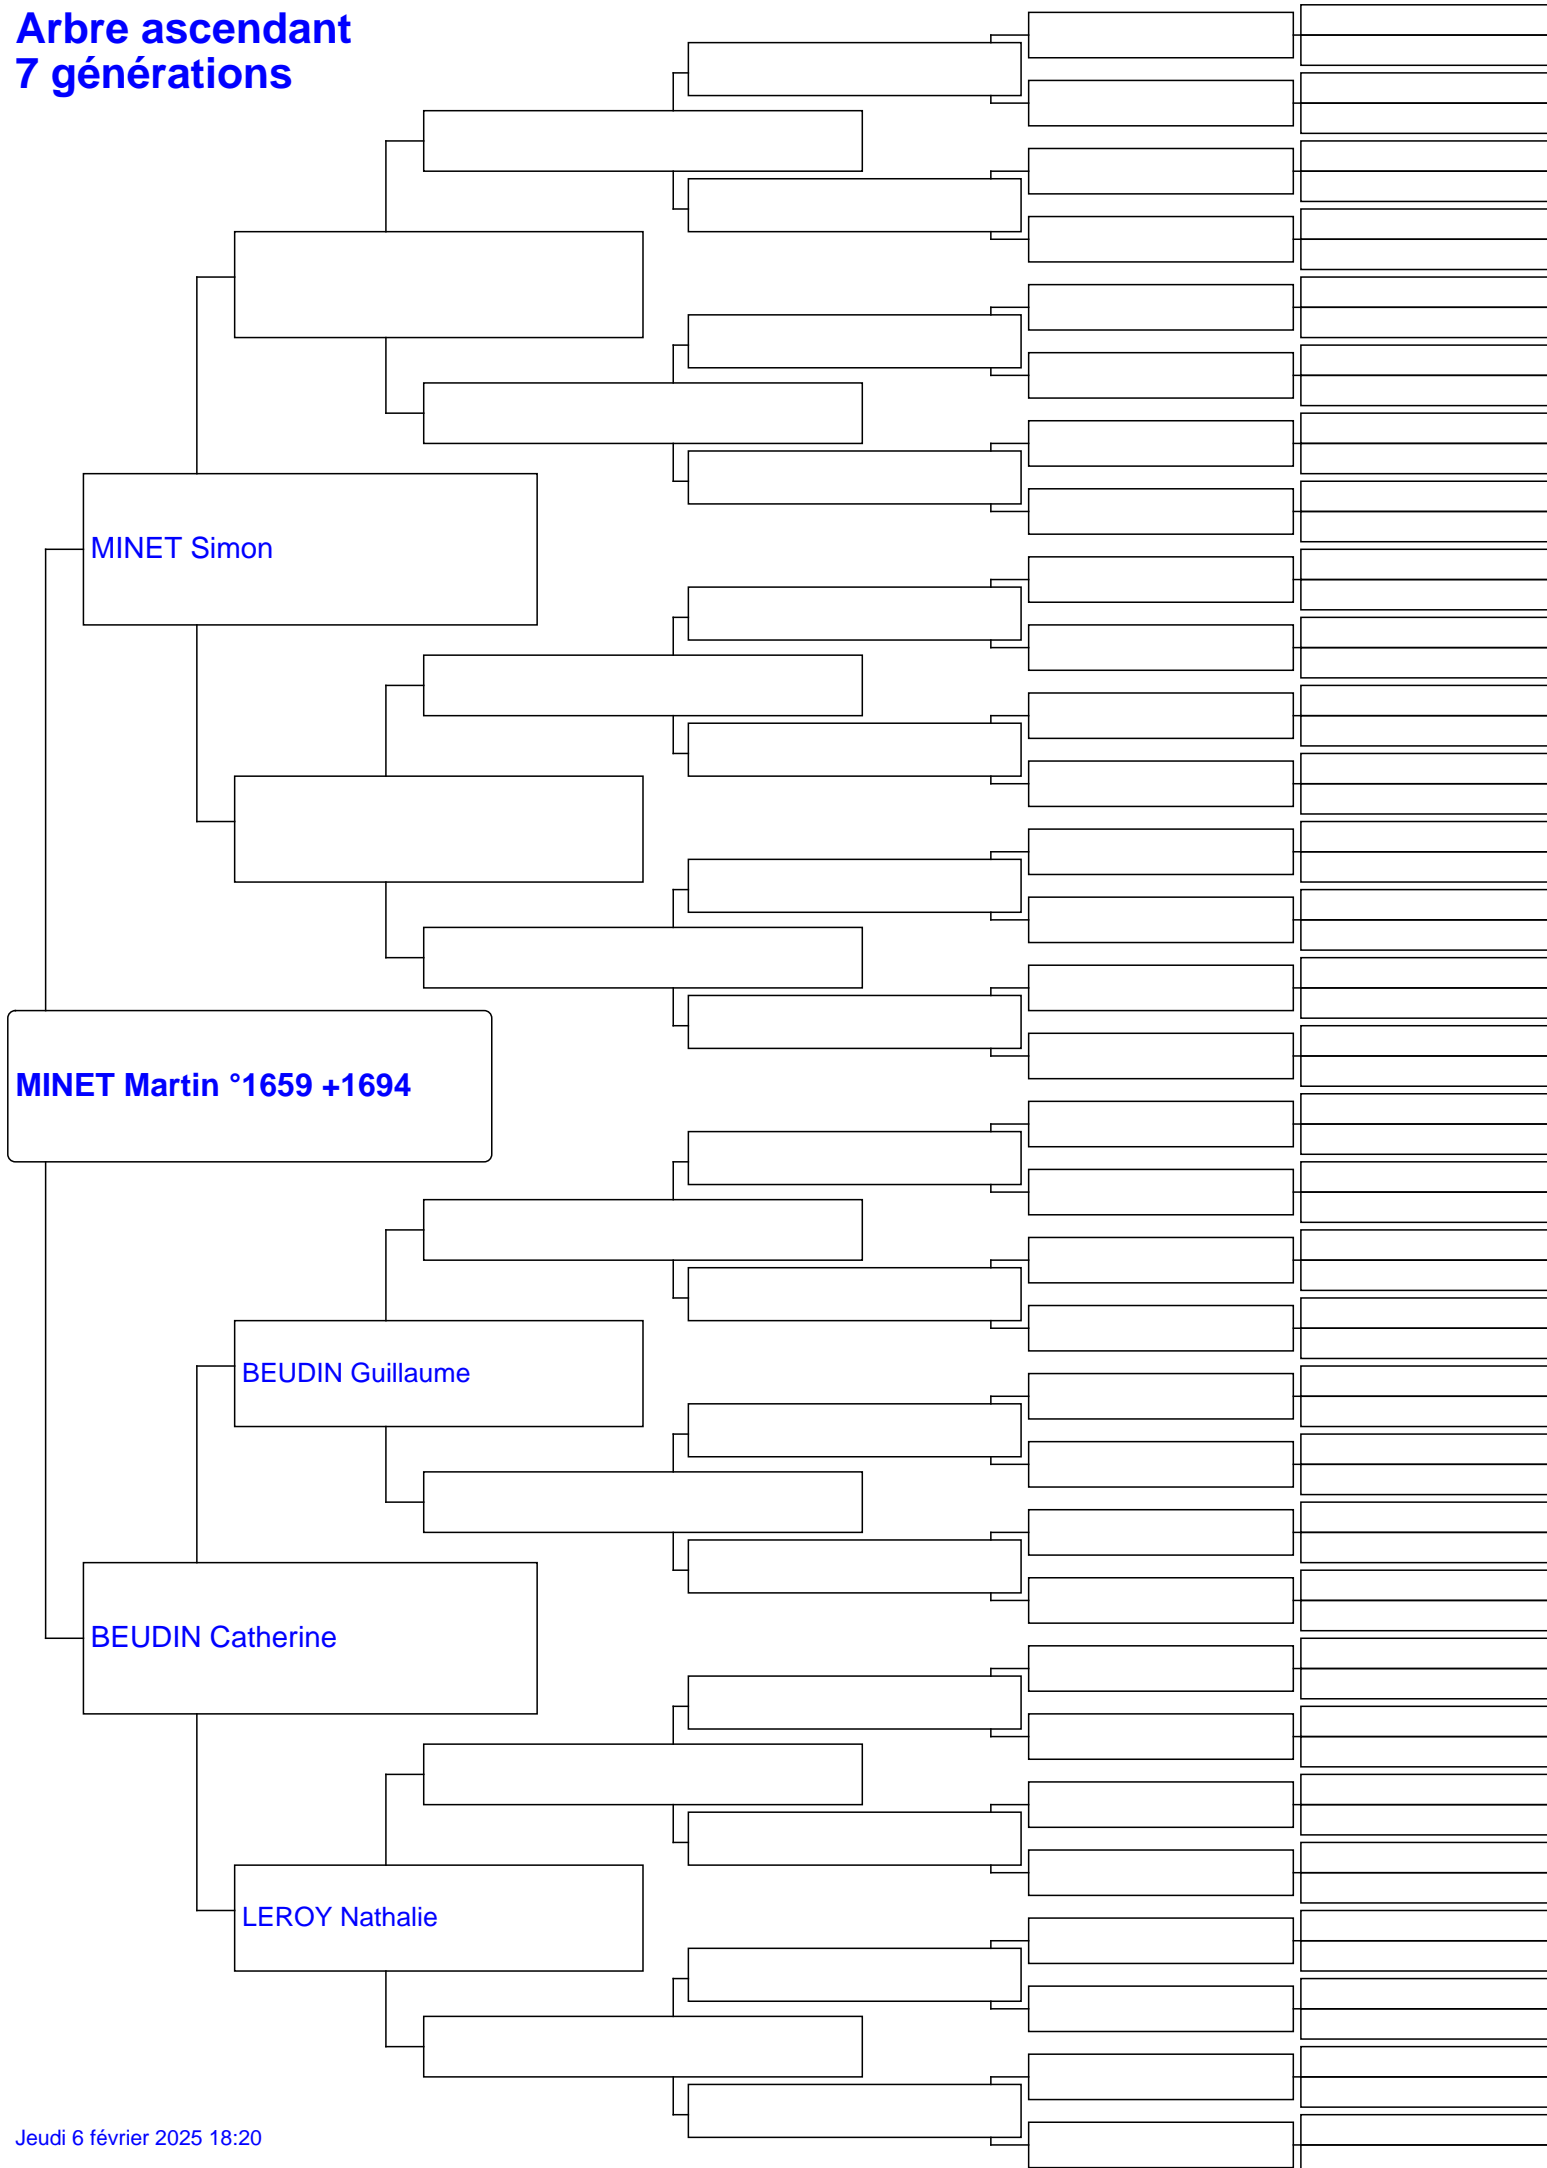 Arbre ascendant
7 générations
MINET Simon
MINET Martin °1659 +1694
BEUDIN Guillaume
BEUDIN Catherine
LEROY Nathalie
Jeudi 6 février 2025 18:20